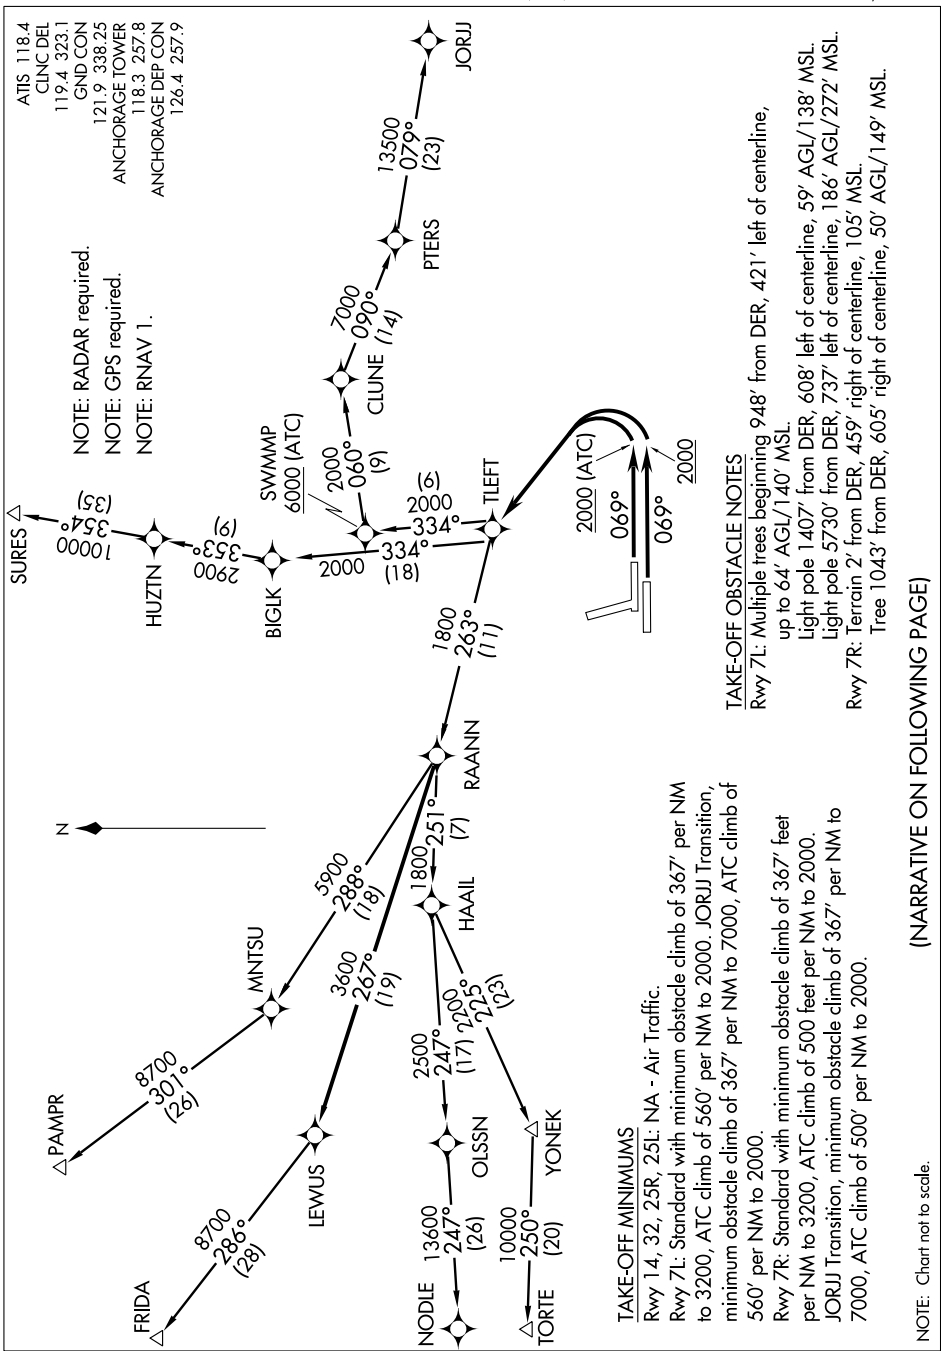 ATIS 118.4
CLNC DEL
119.4 323.1
GND CON
121.9 338.25
ANCHORAGE TOWER
118.3 257.8
ANCHORAGE DEP CON
126.4 257.9
NOTE: RADAR required.
NOTE: GPS required.
NOTE: RNAV 1.
N
SURES
10000
354°
(35)
HUZTN
2900
353°
(9)
BIGLK
2000
334°
(18)
SWMMP
6000 (ATC)
2000
334°
(9)
TLEFT
2000
060°
(9)
CLUNE
7000
090°
(14)
PTERS
13500
079°
(23)
JORJJ
2000 (ATC)
069°
069°
2000
1800
263°
(11)
RAANN
5900
288°
(18)
MNTSU
8700
301°
(26)
PAMPR
3600
267°
(19)
LEWUS
8700
286°
(28)
FRIDA
1800
251°
(7)
HAAIL
2500
247°
(17)
OLSSN
13600
247°
(26)
NODLE
2200
225°
(23)
YONEK
10000
250°
(20)
TORTE
TAKE-OFF MINIMUMS
Rwy 14, 32, 25R, 25L: NA - Air Traffic.
Rwy 7L: Standard with minimum obstacle climb of 367' per NM
to 3200, ATC climb of 560' per NM to 2000. JORJJ Transition,
minimum obstacle climb of 367' per NM to 7000, ATC climb of
560' per NM to 2000.
Rwy 7R: Standard with minimum obstacle climb of 367' feet
per NM to 3200, ATC climb of 500 feet per NM to 2000.
JORJJ Transition, minimum obstacle climb of 367' per NM to
7000, ATC climb of 500' per NM to 2000.
TAKE-OFF OBSTACLE NOTES
Rwy 7L: Multiple trees beginning 948' from DER, 421' left of centerline,
up to 64' AGL/140' MSL.
Light pole 1407' from DER, 608' left of centerline, 59' AGL/138' MSL.
Light pole 5730' from DER, 737' left of centerline, 186' AGL/272' MSL.
Rwy 7R: Terrain 2' from DER, 459' right of centerline, 105' MSL.
Tree 1043' from DER, 605' right of centerline, 50' AGL/149' MSL.
(NARRATIVE ON FOLLOWING PAGE)
NOTE: Chart not to scale.